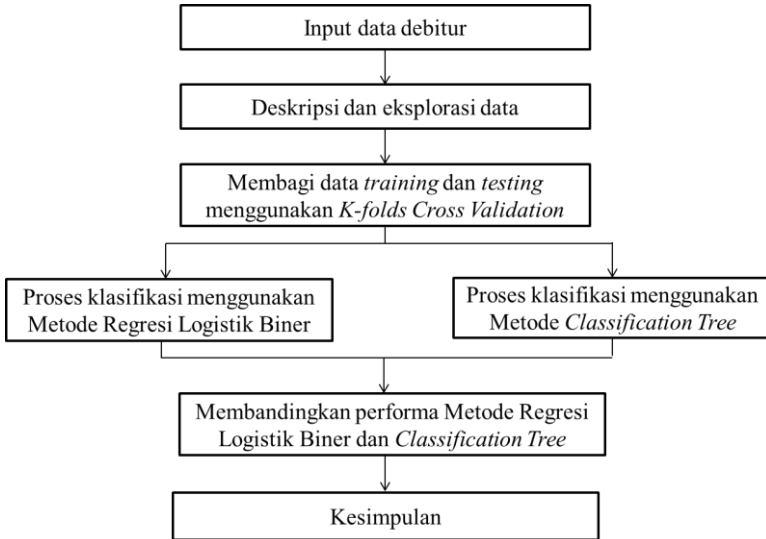 Input data debitur
Deskripsi dan eksplorasi data
Membagi data training dan testing
menggunakan K-folds Cross Validation
Proses klasifikasi menggunakan
Metode Regresi Logistik Biner
Proses klasifikasi menggunakan
Metode Classification Tree
Membandingkan performa Metode Regresi
Logistik Biner dan Classification Tree
Kesimpulan